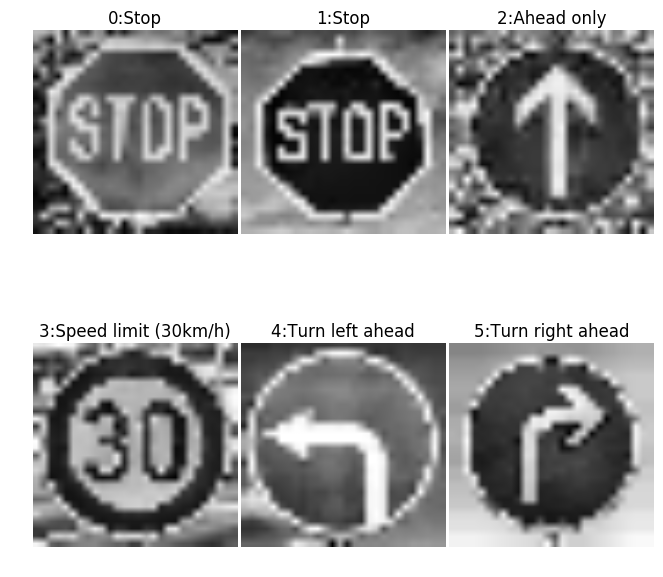 0:Stop
1:Stop
2:Ahead only
STOP
STOP
3:Speed limit (30km/h)
4:Turn left ahead
5:Turn right ahead
30